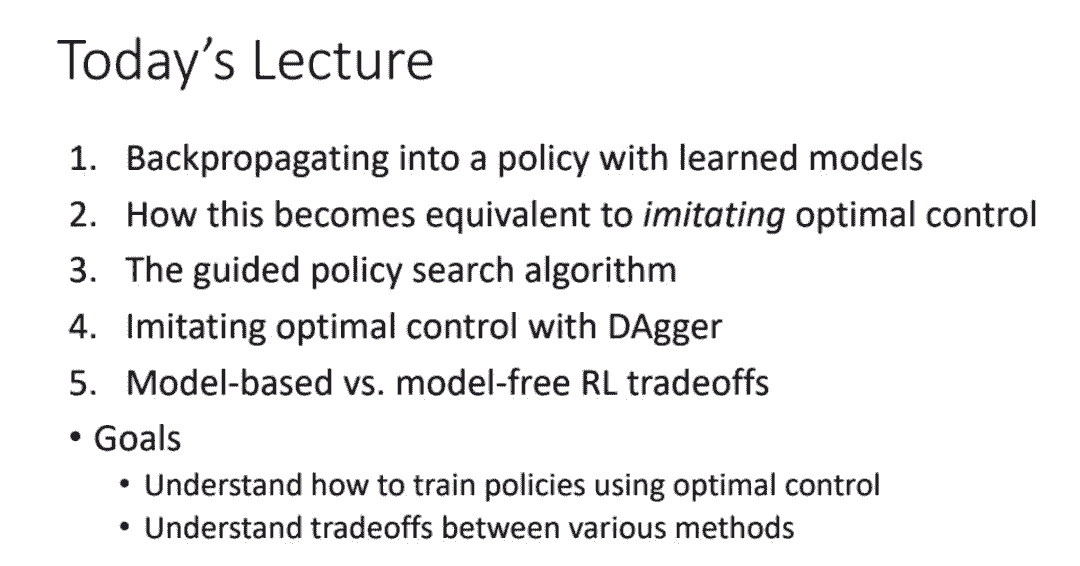 Today’s Lecture
1. Backpropagating into a policy with learned models
2. How this becomes equivalent to imitating optimal control
3. The guided policy search algorithm
4. Imitating optimal control with DAgger
5. Model-based vs. model-free RL tradeoffs
• Goals
• Understand how to train policies using optimal control
• Understand tradeoffs between various methods